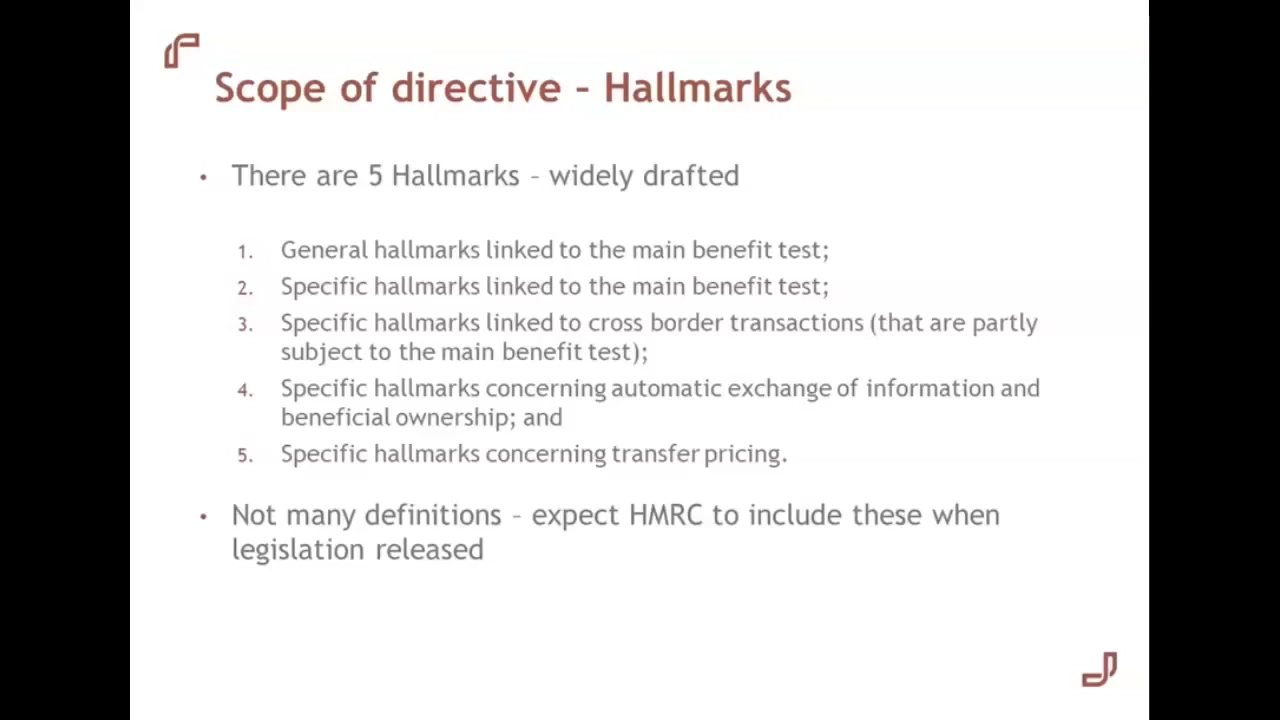 Scope of directive – Hallmarks
• There are 5 Hallmarks – widely drafted
1. General hallmarks linked to the main benefit test;
2. Specific hallmarks linked to the main benefit test;
3. Specific hallmarks linked to cross border transactions (that are partly
subject to the main benefit test);
4. Specific hallmarks concerning automatic exchange of information and
beneficial ownership; and
5. Specific hallmarks concerning transfer pricing.
• Not many definitions – expect HMRC to include these when
legislation released